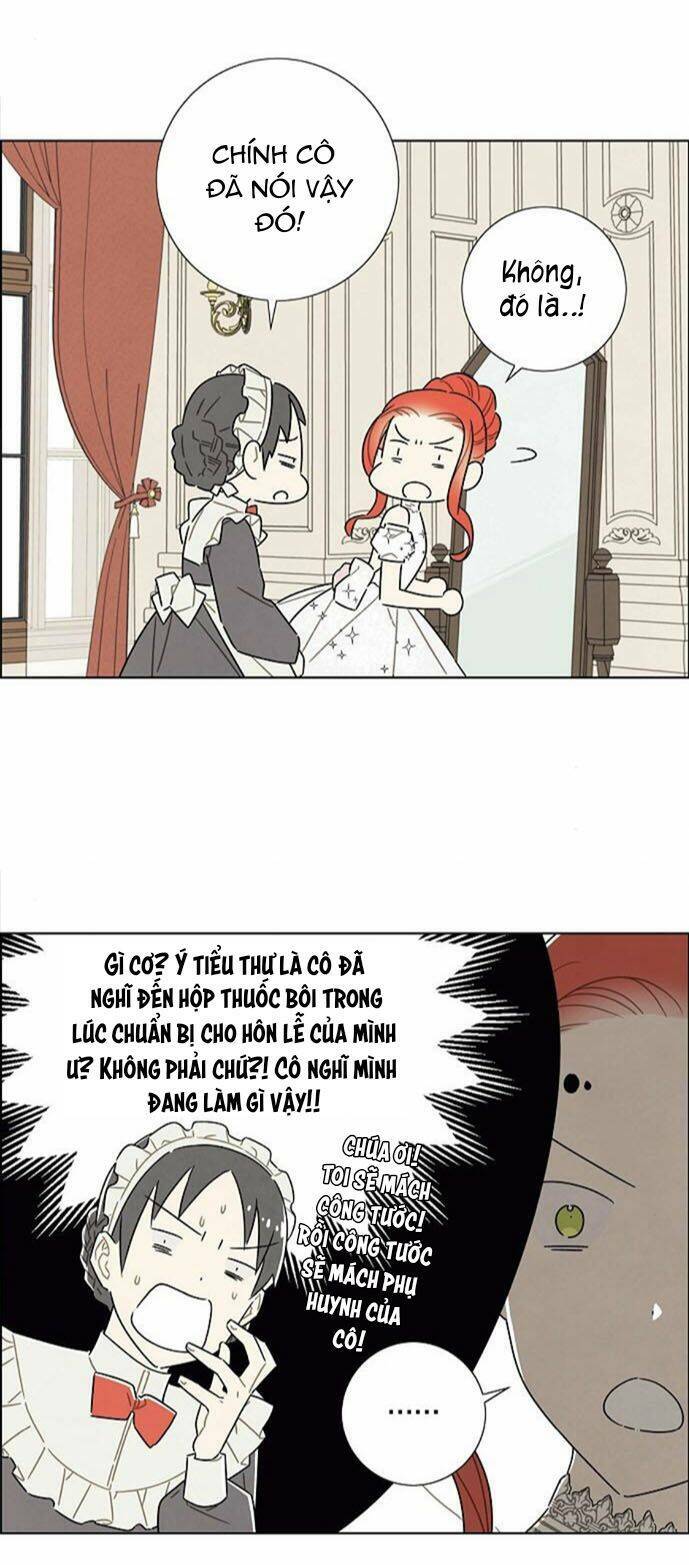 CHÍNH CÔ
ĐÃ NÓI VẬY
ĐÓ!
Không,
đó là..!
GÌ CƠ? Ý TIỂU THƯ LÀ CÔ ĐÃ
NGHĨ ĐẾN HỘP THUỐC BÔI TRONG
LÚC CHUẨN BỊ CHO HÔN LỄ CỦA MÌNH
Ư? KHÔNG PHẢI CHỨ?! CÔ NGHĨ MÌNH
ĐANG LÀM GÌ VẬY!!
CHÚA ƠI!
TOI SẼ MÁCH
CÔNG TƯỚC!
RỒI CÔNG TƯỚC
SẼ MÁCH PHỤ
HUYNH CỦA
CÔ!
......